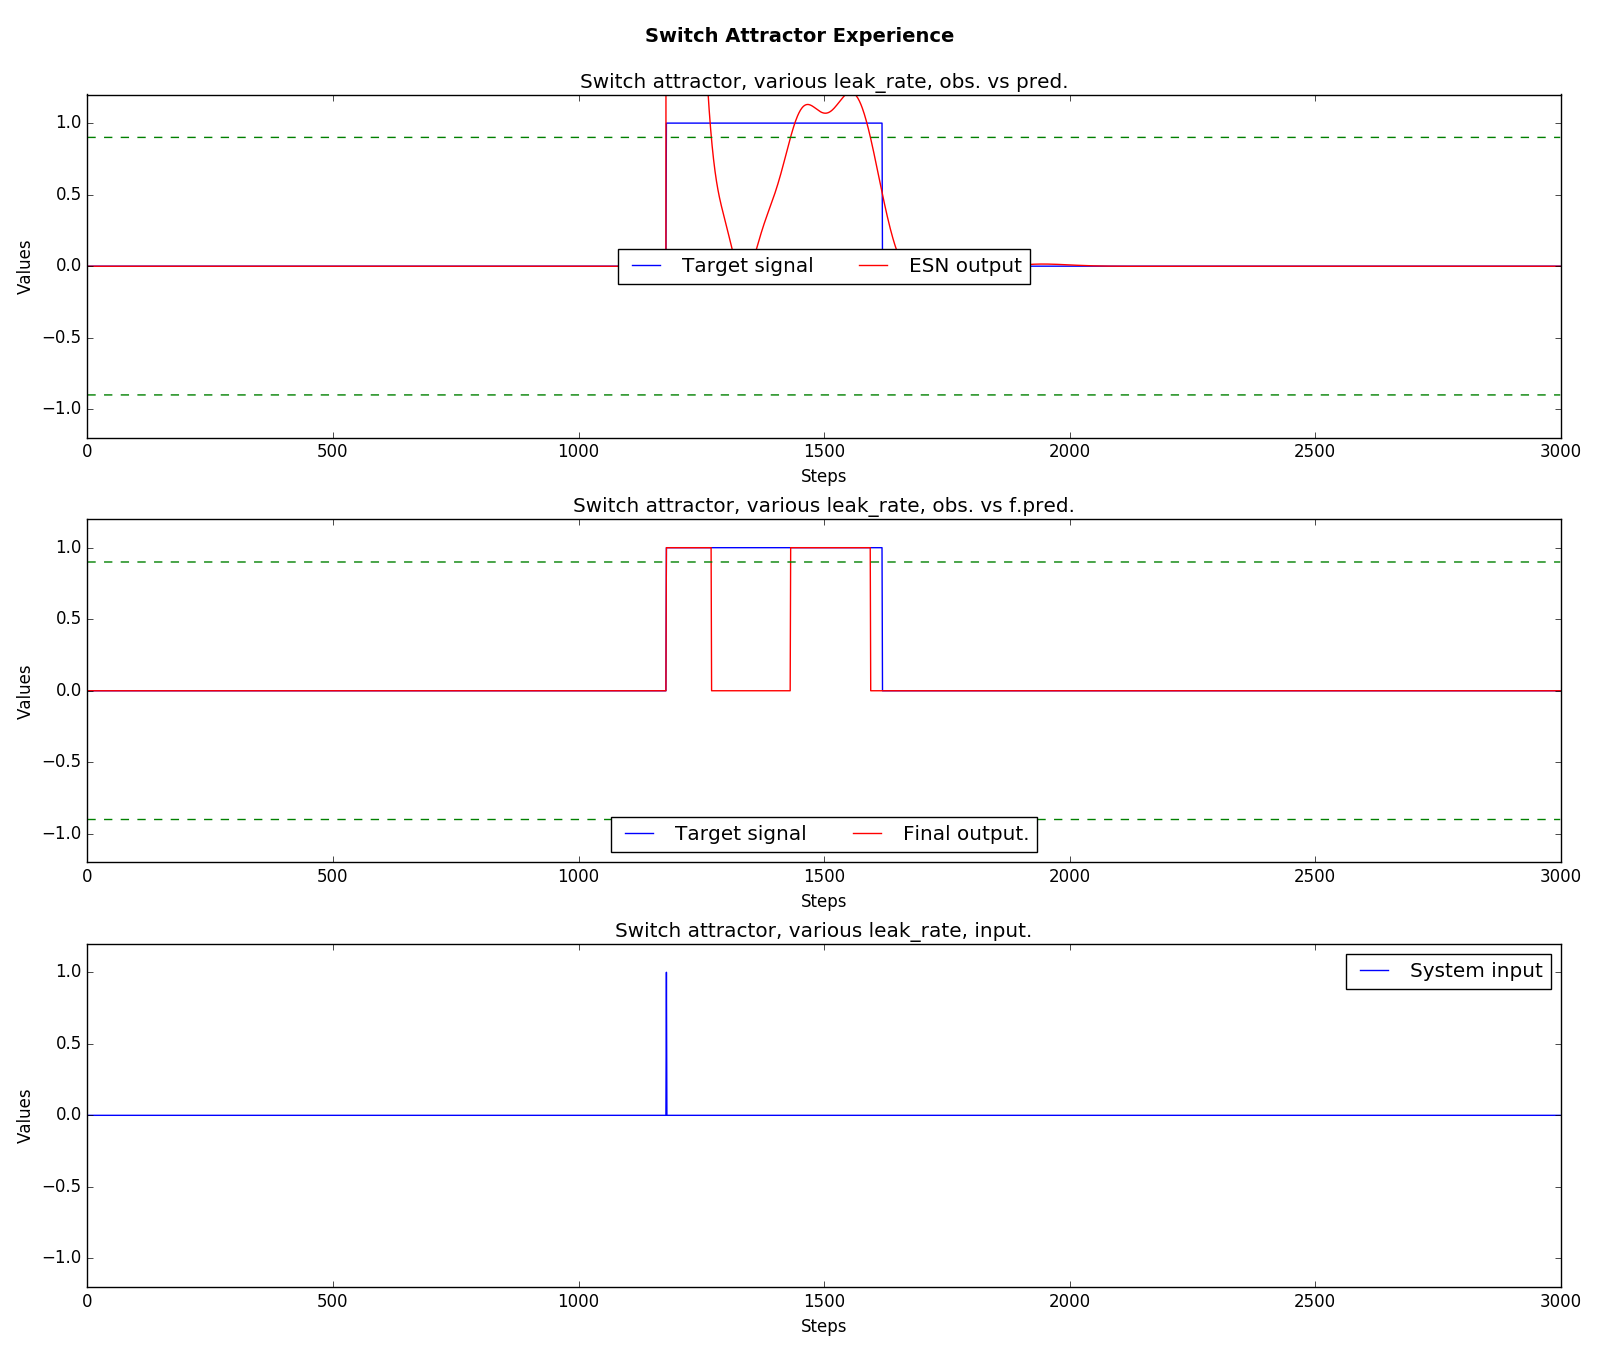 Switch Attractor Experience
Switch attractor, various leak_rate, obs. vs pred.
Values
1.0
0.5
0.0
−0.5
−1.0
Target signal ESN output
0 500 1000 1500 2000 2500 3000
Steps
Switch attractor, various leak_rate, obs. vs f.pred.
Values
1.0
0.5
0.0
−0.5
−1.0
Target signal Final output.
0 500 1000 1500 2000 2500 3000
Steps
Switch attractor, various leak_rate, input.
Values
1.0
0.5
0.0
−0.5
−1.0
System input
0 500 1000 1500 2000 2500 3000
Steps